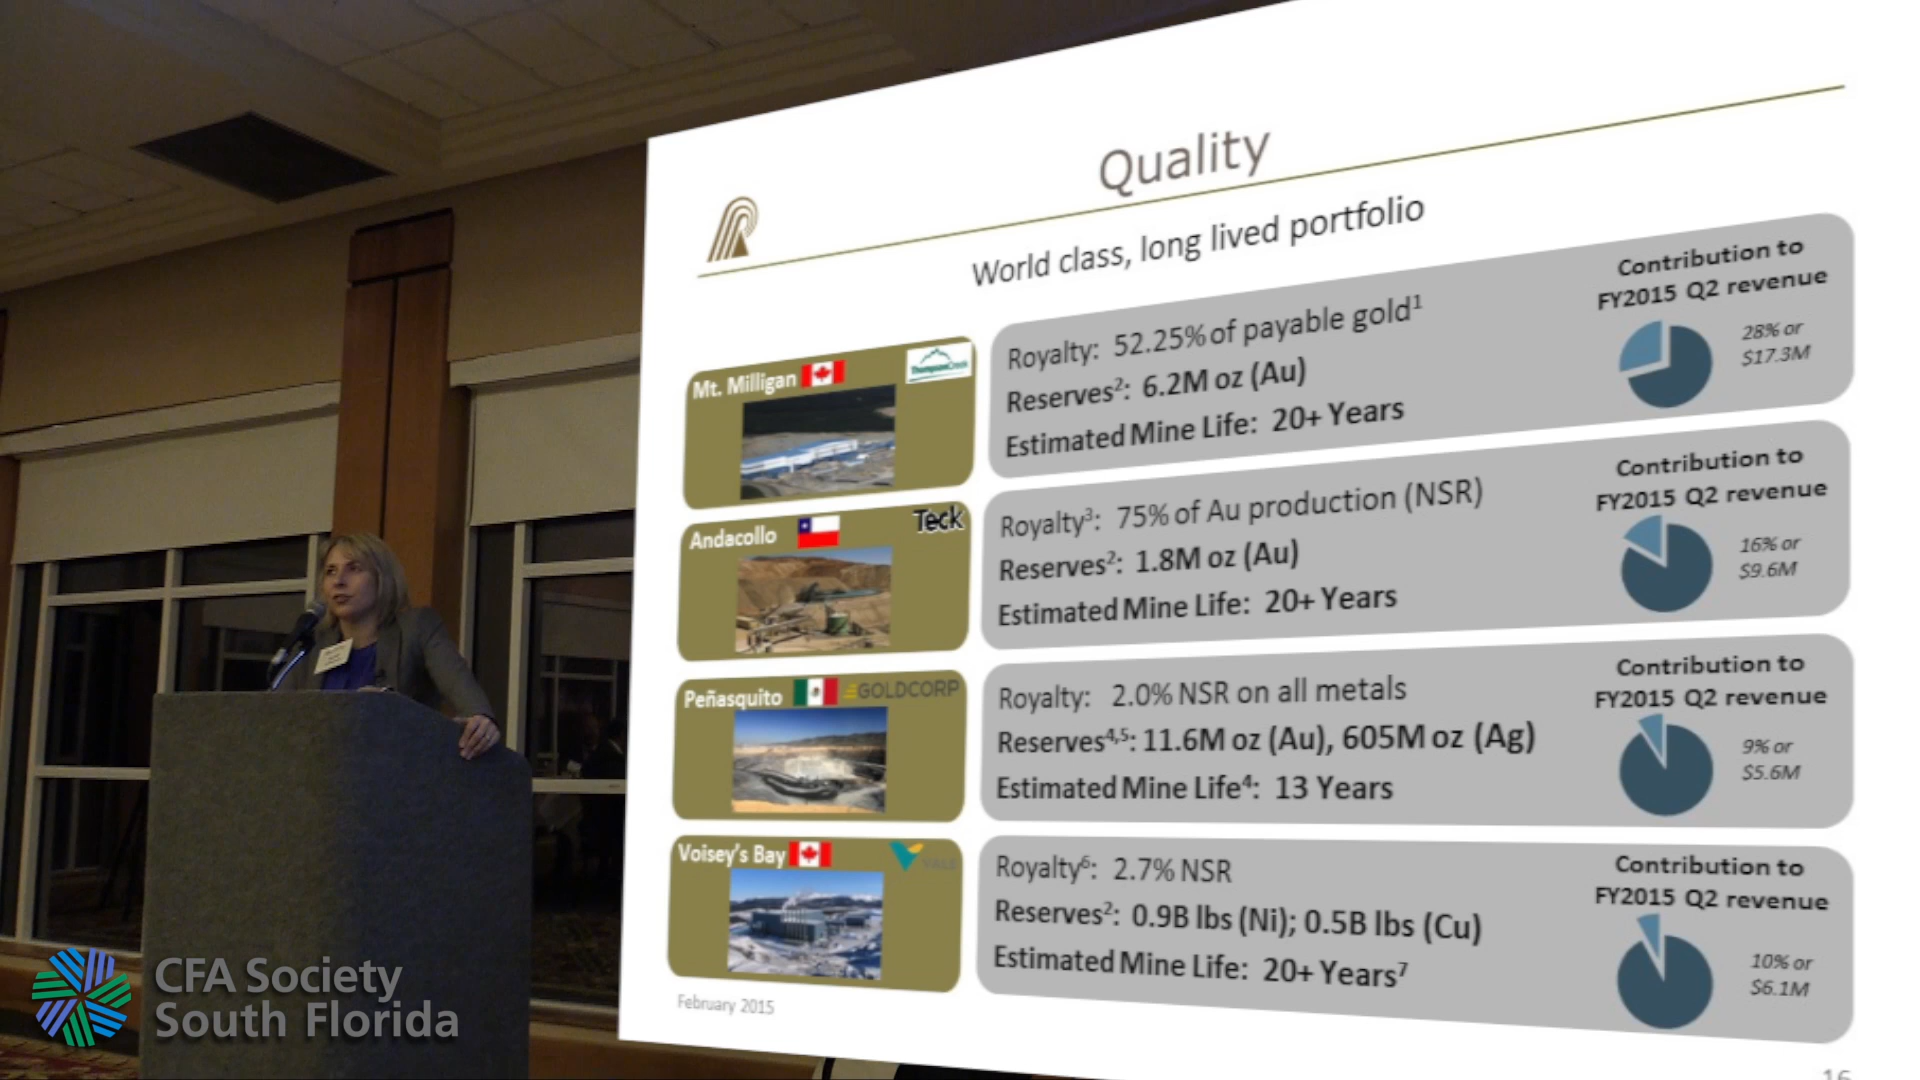 Quality
World class, long lived portfolio
Mt. Milligan
ThompsonCreek
Royalty: 52.25% of payable gold1
Reserves2: 6.2M oz (Au)
Estimated Mine Life: 20+ Years
Contribution to
FY2015 Q2 revenue
28% or
$17.3M
Andacollo
Teck
Royalty3: 75% of Au production (NSR)
Reserves2: 1.8M oz (Au)
Estimated Mine Life: 20+ Years
Contribution to
FY2015 Q2 revenue
16% or
$9.6M
Peñasquito
GOLDCORP
Royalty: 2.0% NSR on all metals
Reserves4,5: 11.6M oz (Au), 605M oz (Ag)
Estimated Mine Life4: 13 Years
Contribution to
FY2015 Q2 revenue
9% or
$5.6M
Voisey's Bay
VALE
Royalty6: 2.7% NSR
Reserves2: 0.9B lbs (Ni); 0.5B lbs (Cu)
Estimated Mine Life: 20+ Years7
Contribution to
FY2015 Q2 revenue
10% or
$6.1M
February 2015
16
CFA Society
South Florida